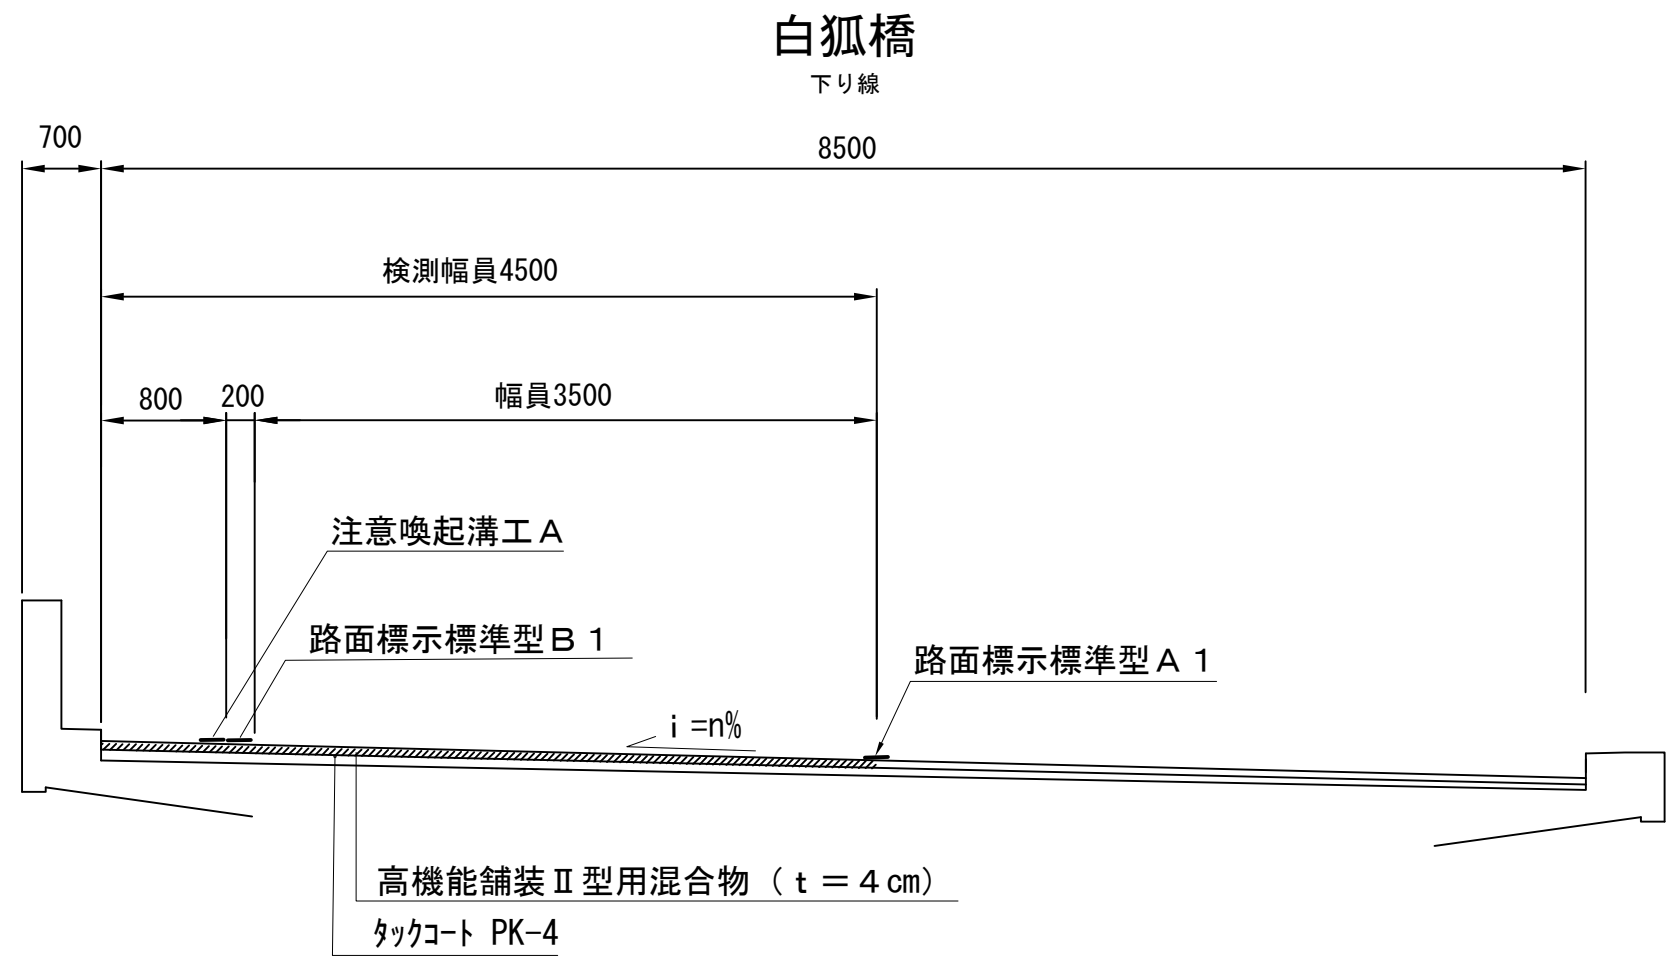 白狐橋
下り線
700
8500
検測幅員4500
800
200
幅員3500
注意喚起溝工Ａ
路面標示標準型Ｂ１
路面標示標準型Ａ１
ｉ=n%
高機能舗装Ⅱ型用混合物（ｔ＝４㎝）
ﾀｯｸｺｰﾄ PK-4